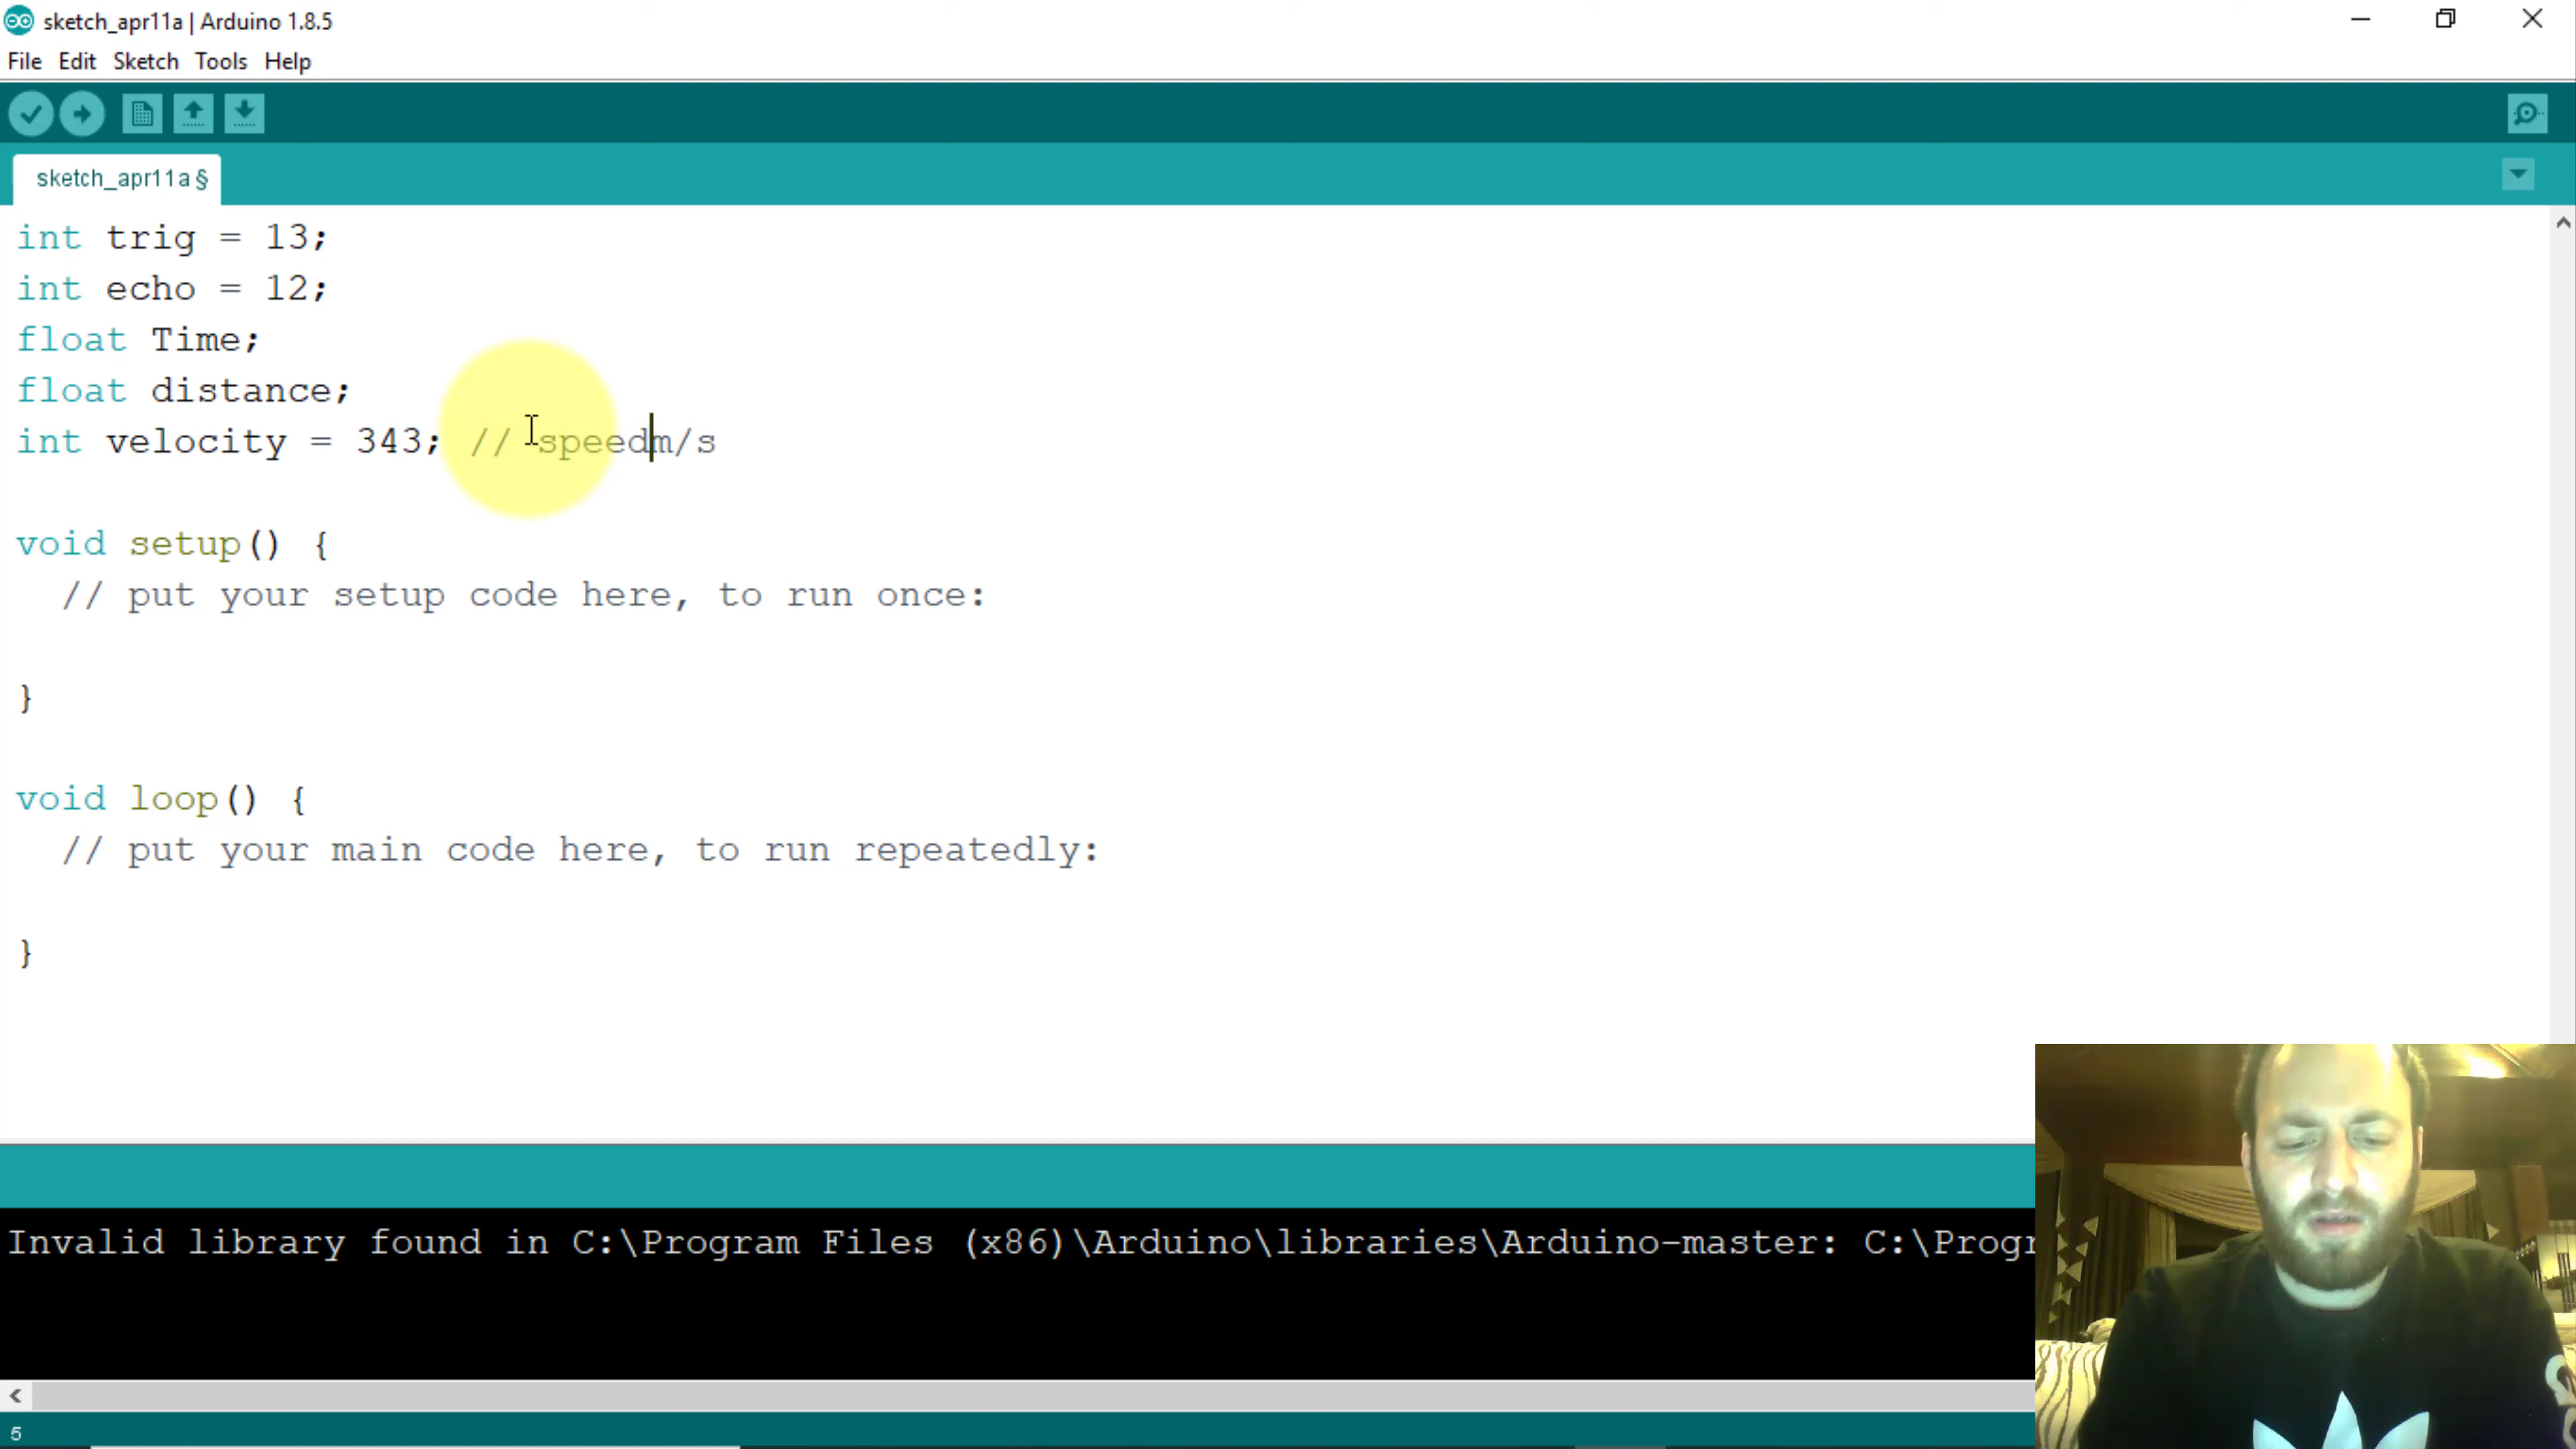 sketch_apr11a | Arduino 1.8.5
File Edit Sketch Tools Help
sketch_apr11a §
int trig = 13;
int echo = 12;
float Time;
float distance;
int velocity = 343; // speedm/s
void setup() {
// put your setup code here, to run once:
}
void loop() {
// put your main code here, to run repeatedly:
}
Invalid library found in C:\Program Files (x86)\Arduino\libraries\Arduino-master: C:\Progr
5